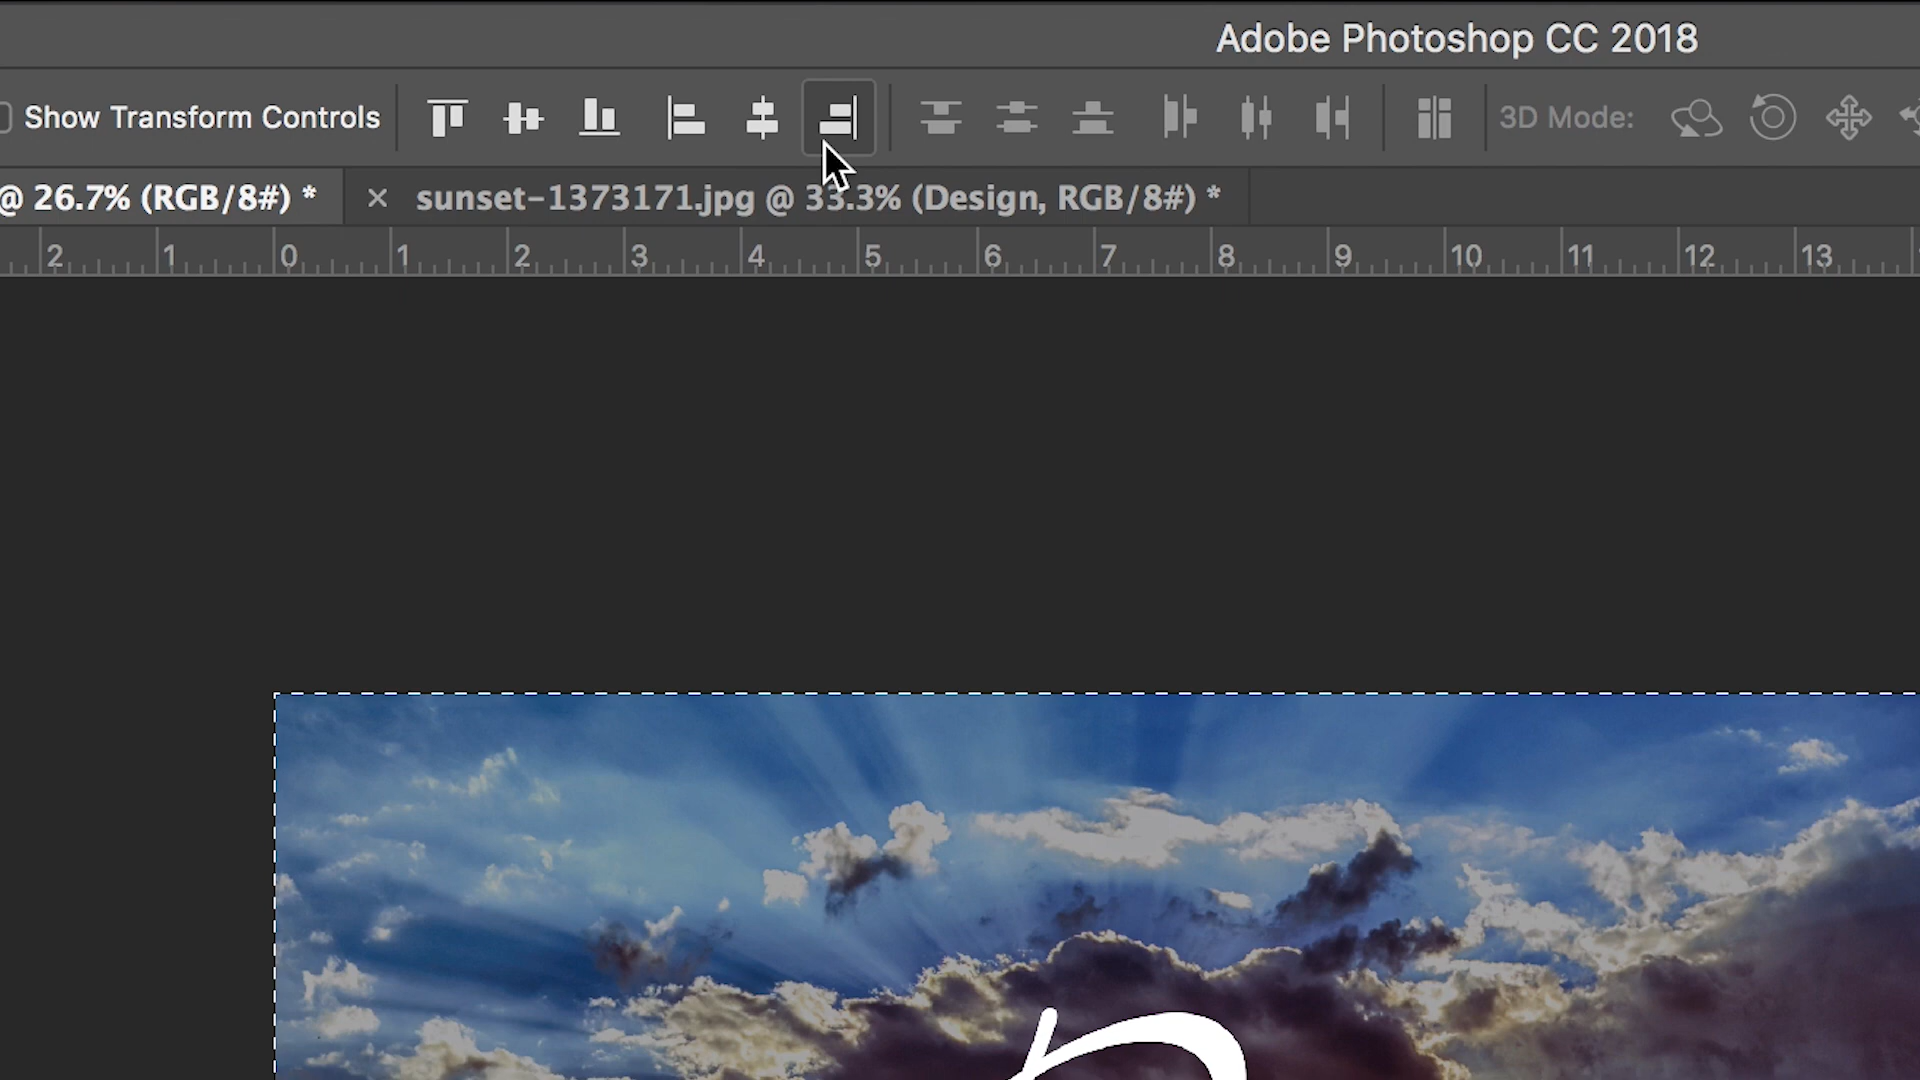 Adobe Photoshop CC 2018
Show Transform Controls
3D Mode:
@ 26.7% (RGB/8#) *
× sunset-1373171.jpg @ 33.3% (Design, RGB/8#) *
2 1 0 1 2 3 4 5 6 7 8 9 10 11 12 13